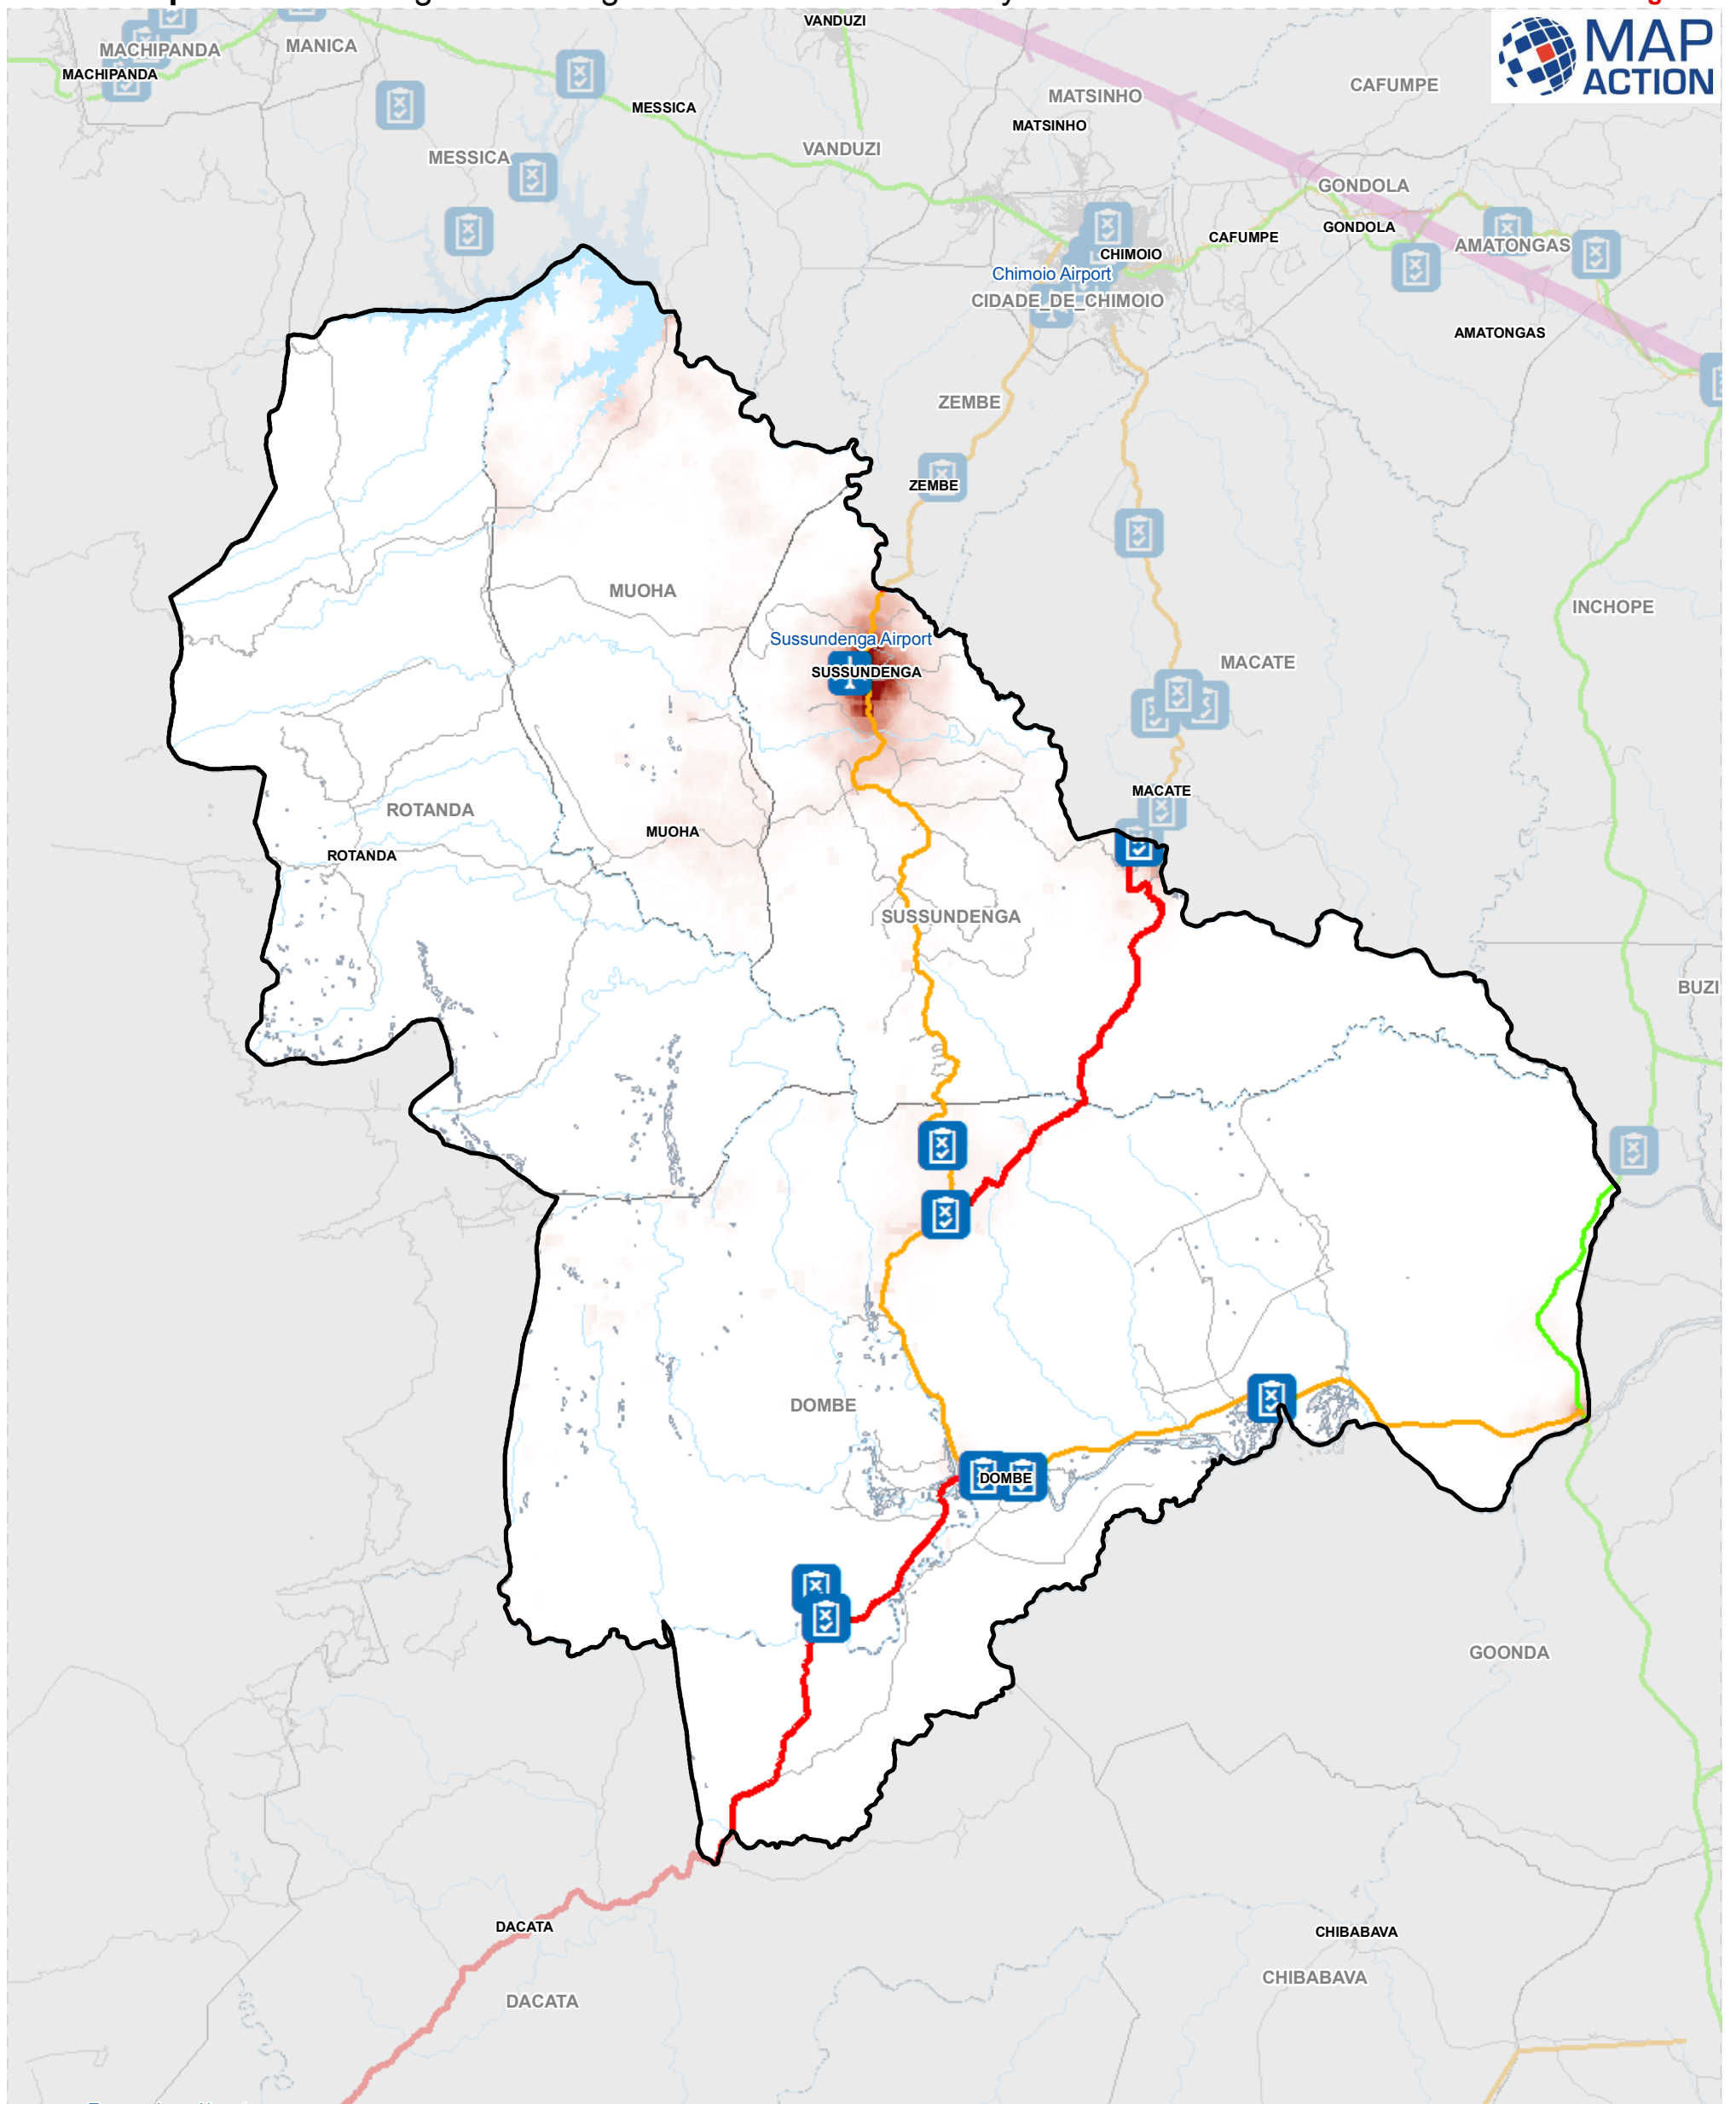 VANDUZI
MACHIPANDA
MANICA
MACHIPANDA
MAP
ACTION
CAFUMPE
MATSINHO
MESSICA
MATSINHO
VANDUZI
MESSICA
GONDOLA
GONDOLA
CAFUMPE
AMATONGAS
CHIMOIO
Chimoio Airport
CIDADE_DE_CHIMOIO
AMATONGAS
ZEMBE
ZEMBE
MUOHA
INCHOPE
Sussundenga Airport
SUSSUNDENGA
MACATE
MACATE
ROTANDA
MUOHA
ROTANDA
SUSSUNDENGA
BUZI
DOMBE
DOMBE
GOONDA
DACATA
CHIBABAVA
CHIBABAVA
DACATA